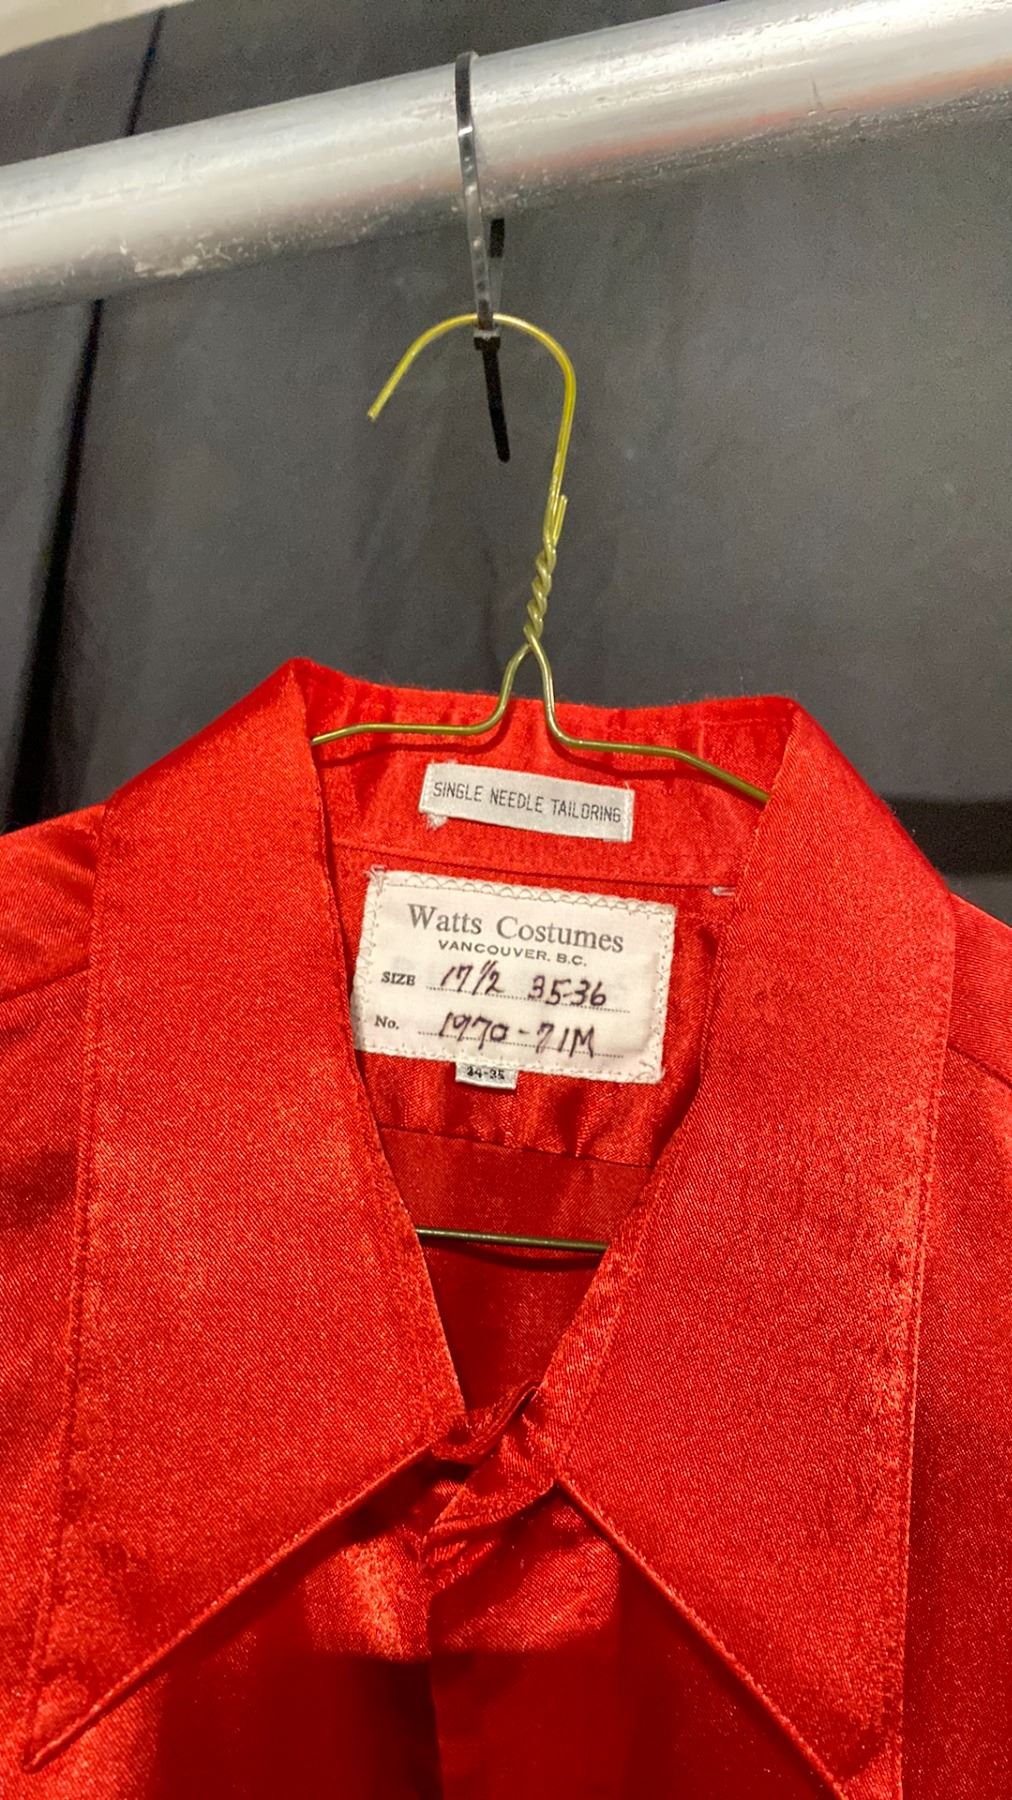 SINGLE NEEDLE TAILORING
Watts Costumes
VANCOUVER, B.C.
SIZE 17½ 35-36
No. 1970-71M
34-35